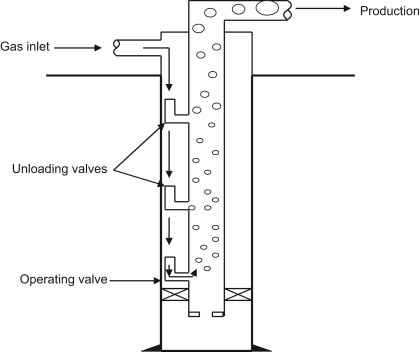 Production
Gas inlet
Unloading valves
Operating valve